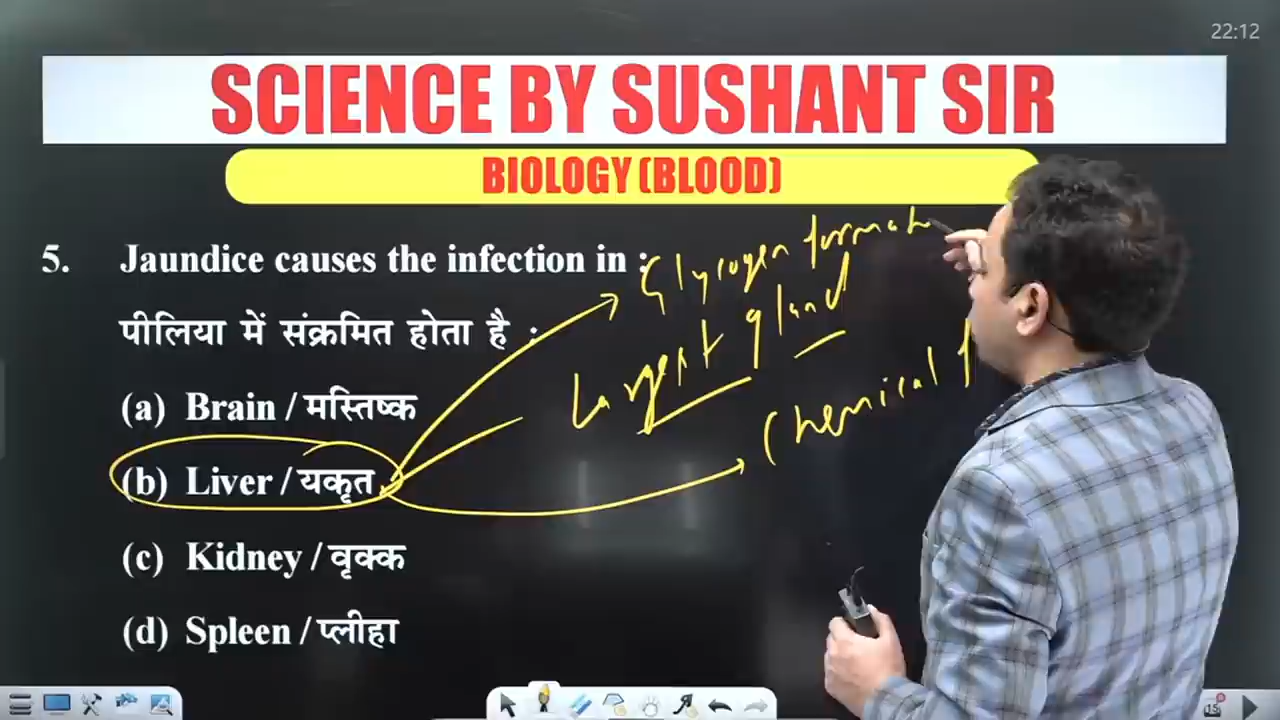 22:12
SCIENCE BY SUSHANT SIR
BIOLOGY (BLOOD)
5. Jaundice causes the infection in :
पीलिया में संक्रमित होता है :
(a) Brain / मस्तिष्क
(b) Liver / यकृत
(c) Kidney / वृक्क
(d) Spleen / प्लीहा
Glycogen formati
Largest gland
Chemical f